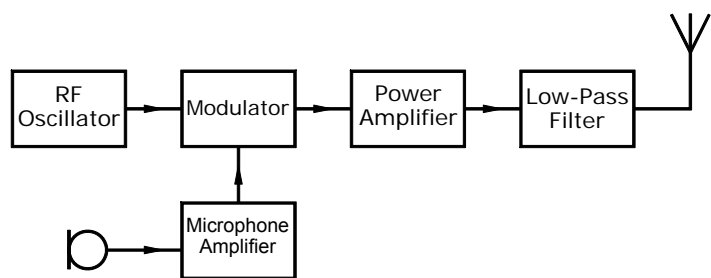 RF
Oscillator
Modulator
Power
Amplifier
Low-Pass
Filter
Microphone
Amplifier